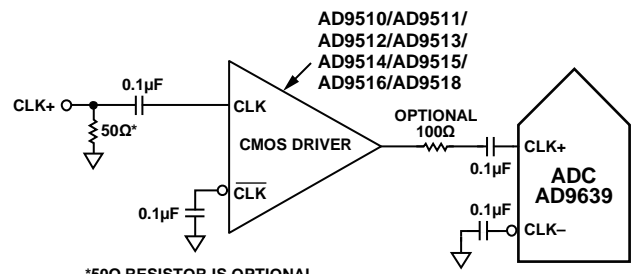 AD9510/AD9511/
AD9512/AD9513/
AD9514/AD9515/
AD9516/AD9518
0.1µF
CLK+
CLK
50Ω*
OPTIONAL
100Ω
CMOS DRIVER
0.1µF
CLK+
ADC
AD9639
CLK
0.1µF
0.1µF
CLK–
*50Ω RESISTOR IS OPTIONAL